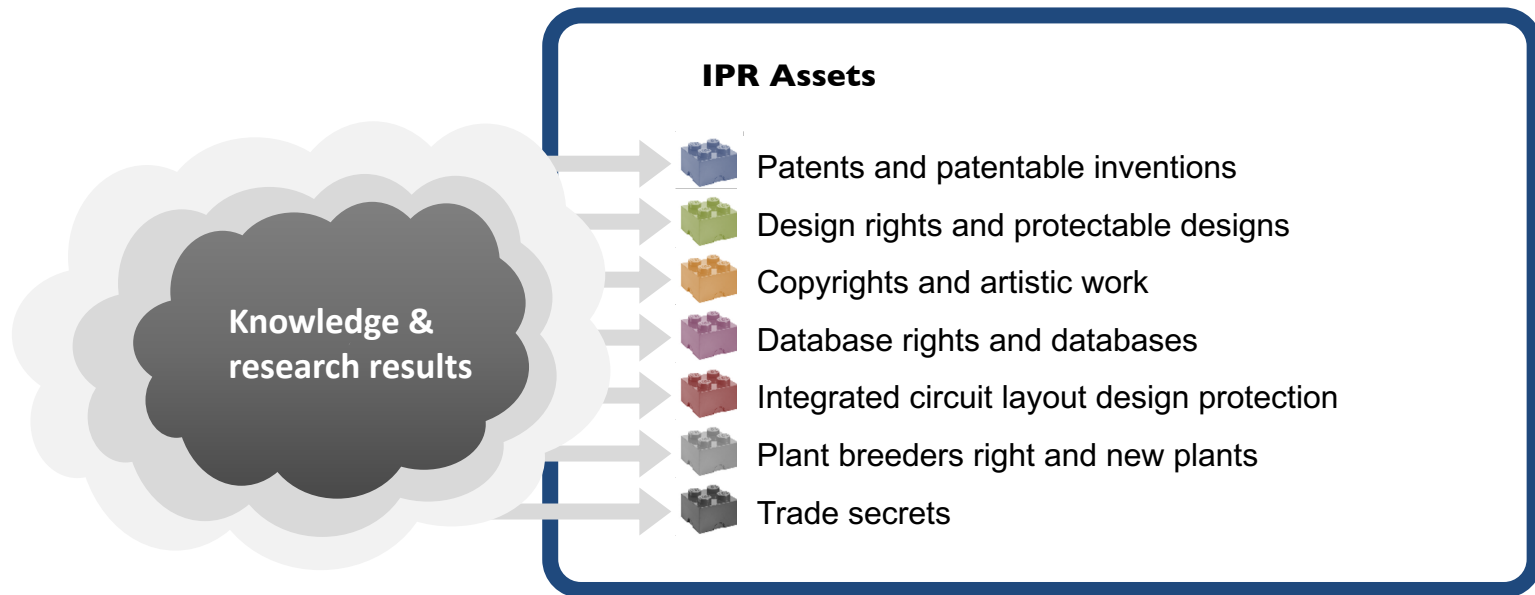 IPR Assets
Patents and patentable inventions
Design rights and protectable designs
Copyrights and artistic work
Knowledge &
research results
Database rights and databases
Integrated circuit layout design protection
Plant breeders right and new plants
Trade secrets